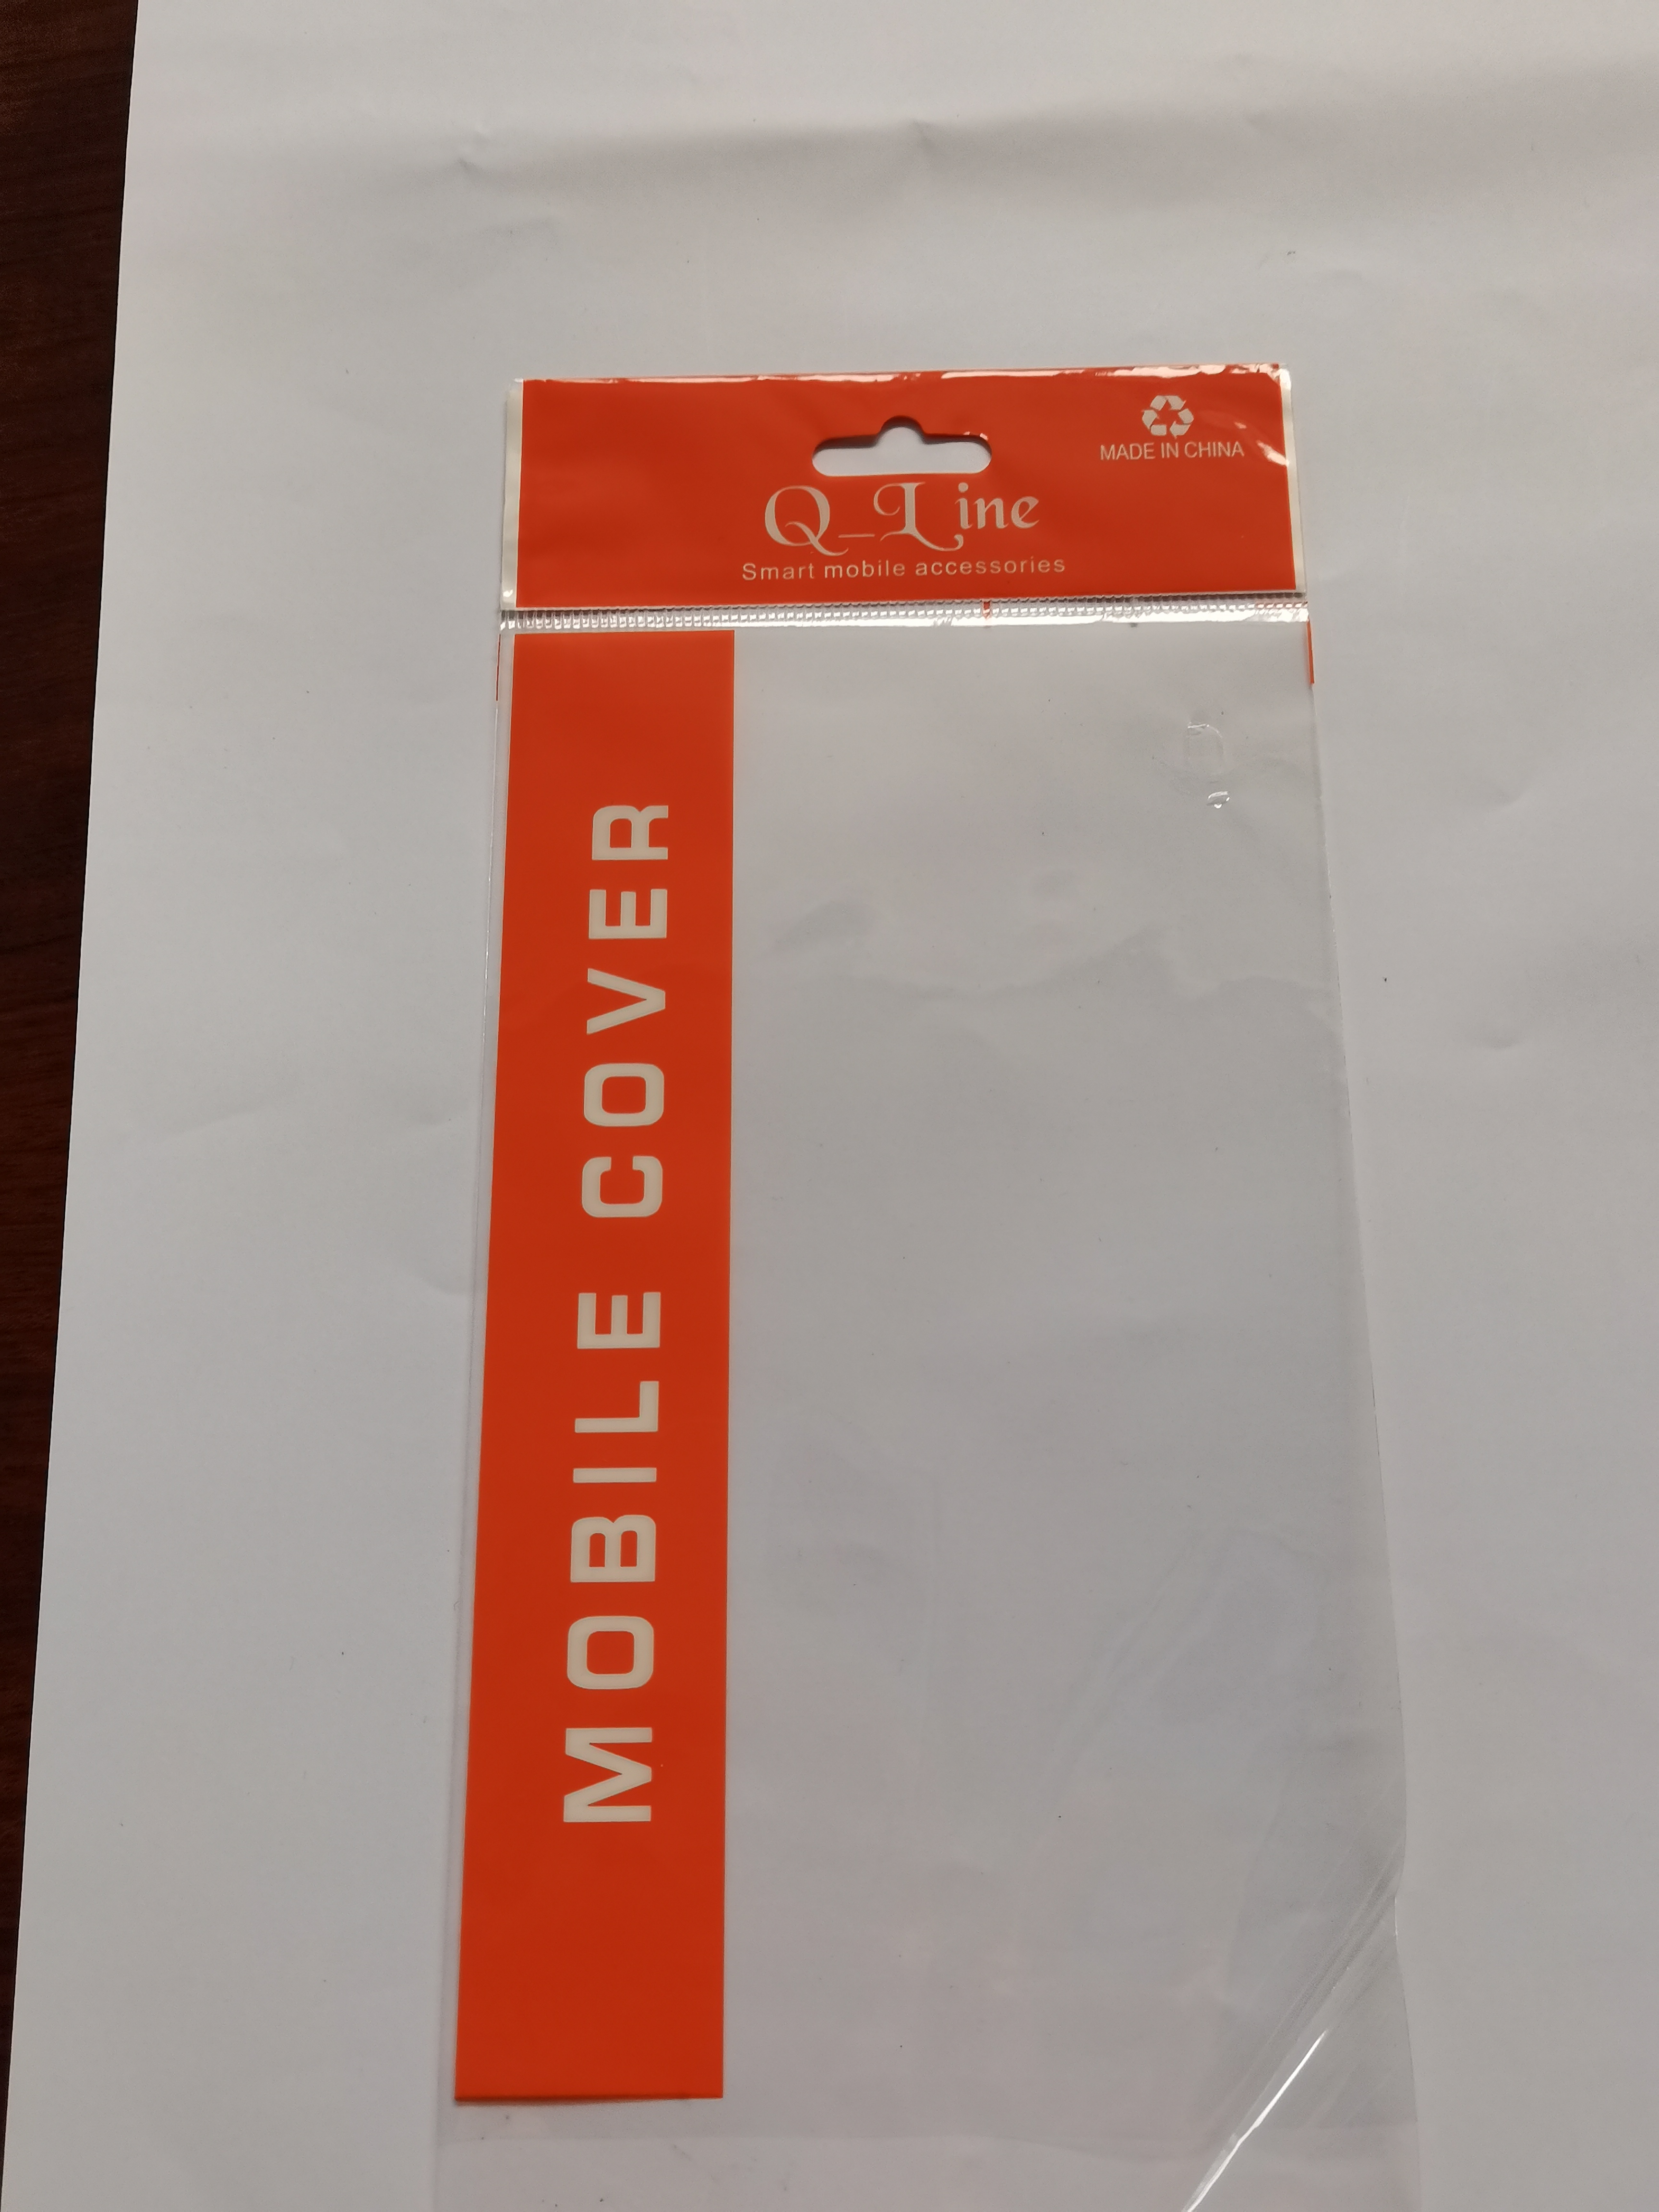 MADE IN CHINA
Q_Line
Smart mobile accessories
MOBILE COVER